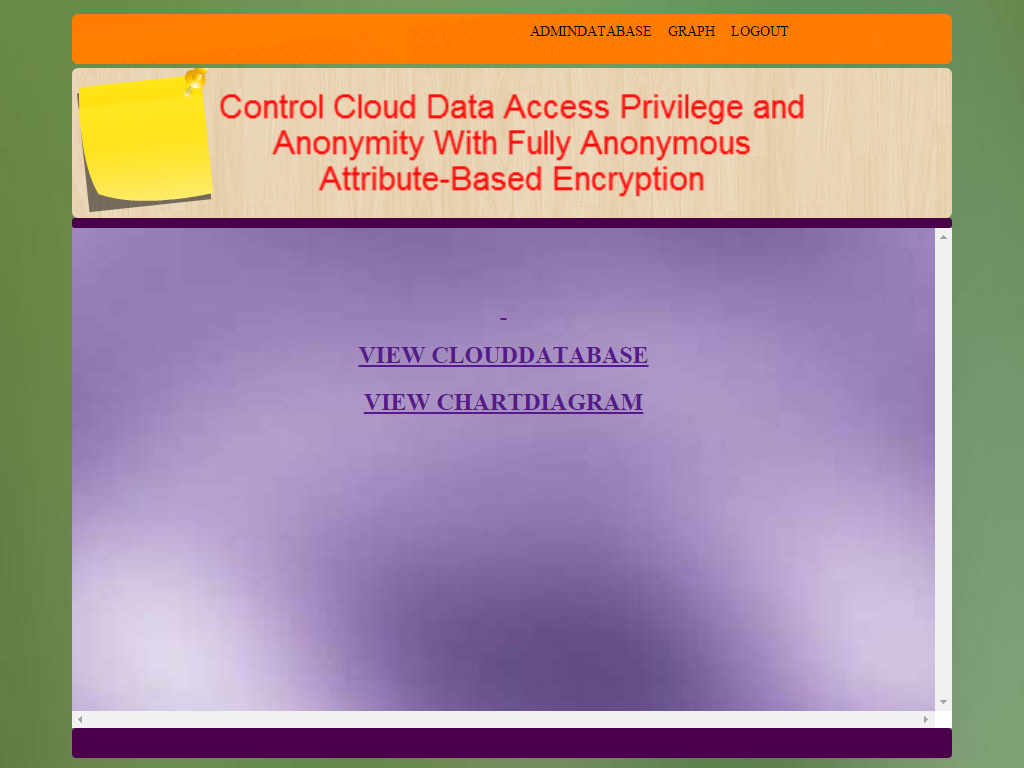 ADMINDATABASE GRAPH LOGOUT
Control Cloud Data Access Privilege and
Anonymity With Fully Anonymous
Attribute-Based Encryption
-
VIEW CLOUDDATABASE
VIEW CHARTDIAGRAM